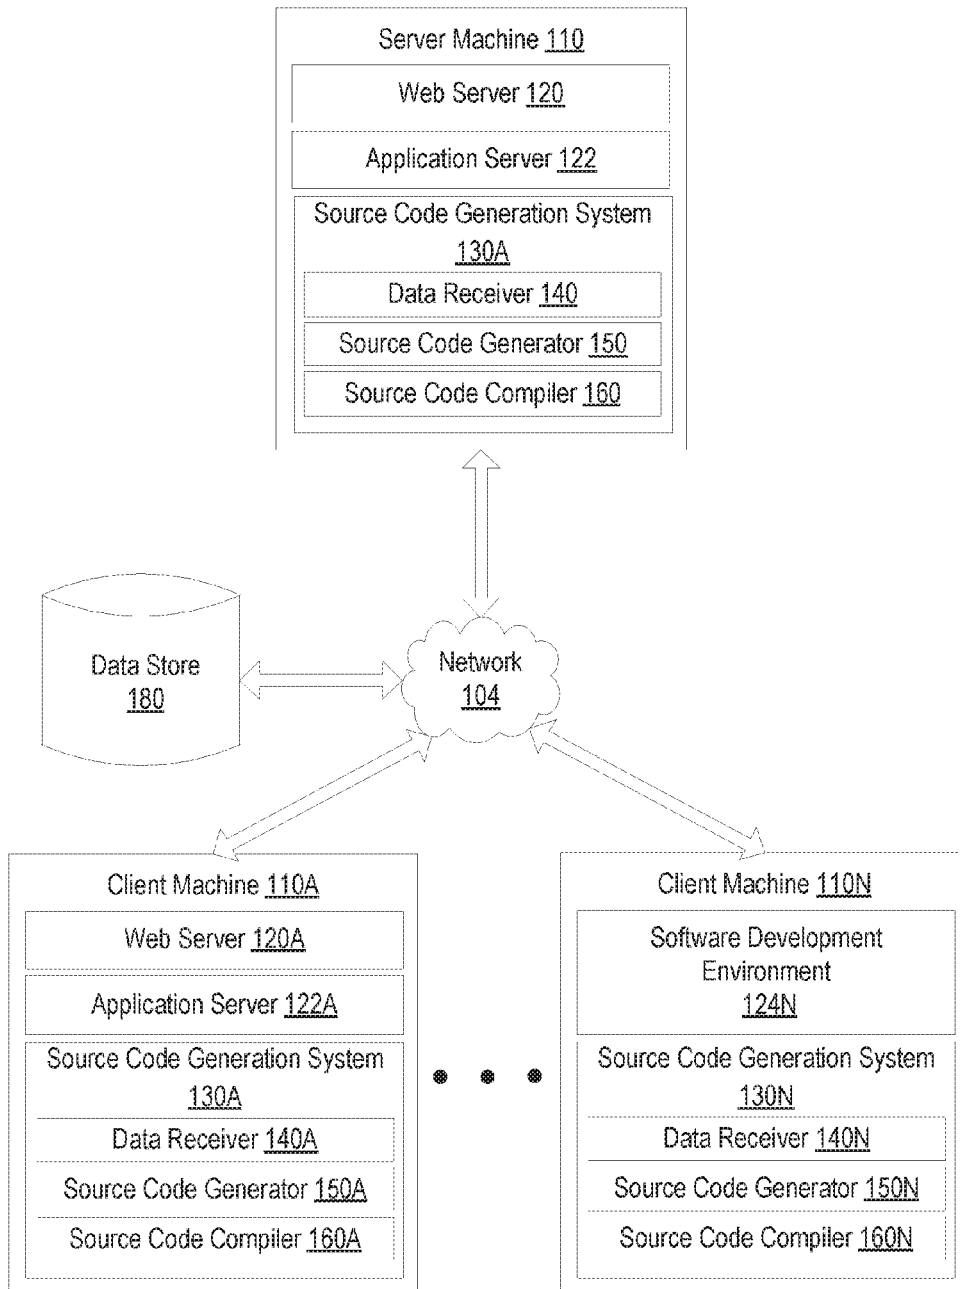 Server Machine 110
Web Server 120
Application Server 122
Source Code Generation System
130A
Data Receiver 140
Source Code Generator 150
Source Code Compiler 160
Data Store
180
Network
104
Client Machine 110A
Web Server 120A
Application Server 122A
Source Code Generation System
130A
Data Receiver 140A
Source Code Generator 150A
Source Code Compiler 160A
Client Machine 110N
Software Development
Environment
124N
Source Code Generation System
130N
Data Receiver 140N
Source Code Generator 150N
Source Code Compiler 160N